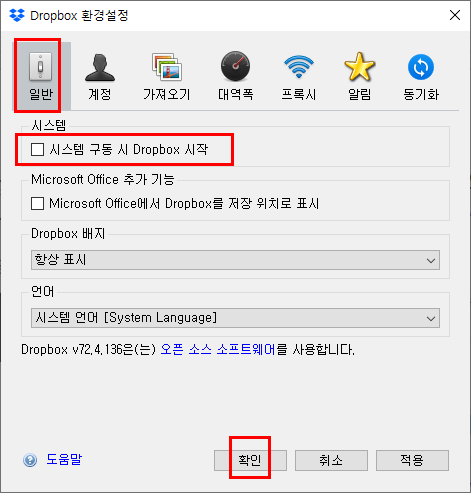 Dropbox 환경설정
일반
계정
가져오기
대역폭
프록시
알림
동기화
시스템
시스템 구동 시 Dropbox 시작
Microsoft Office 추가 기능
Microsoft Office에서 Dropbox를 저장 위치로 표시
Dropbox 배지
항상 표시
언어
시스템 언어 [System Language]
Dropbox v72.4.136은(는) 오픈 소스 소프트웨어를 사용합니다.
도움말
확인
취소
적용